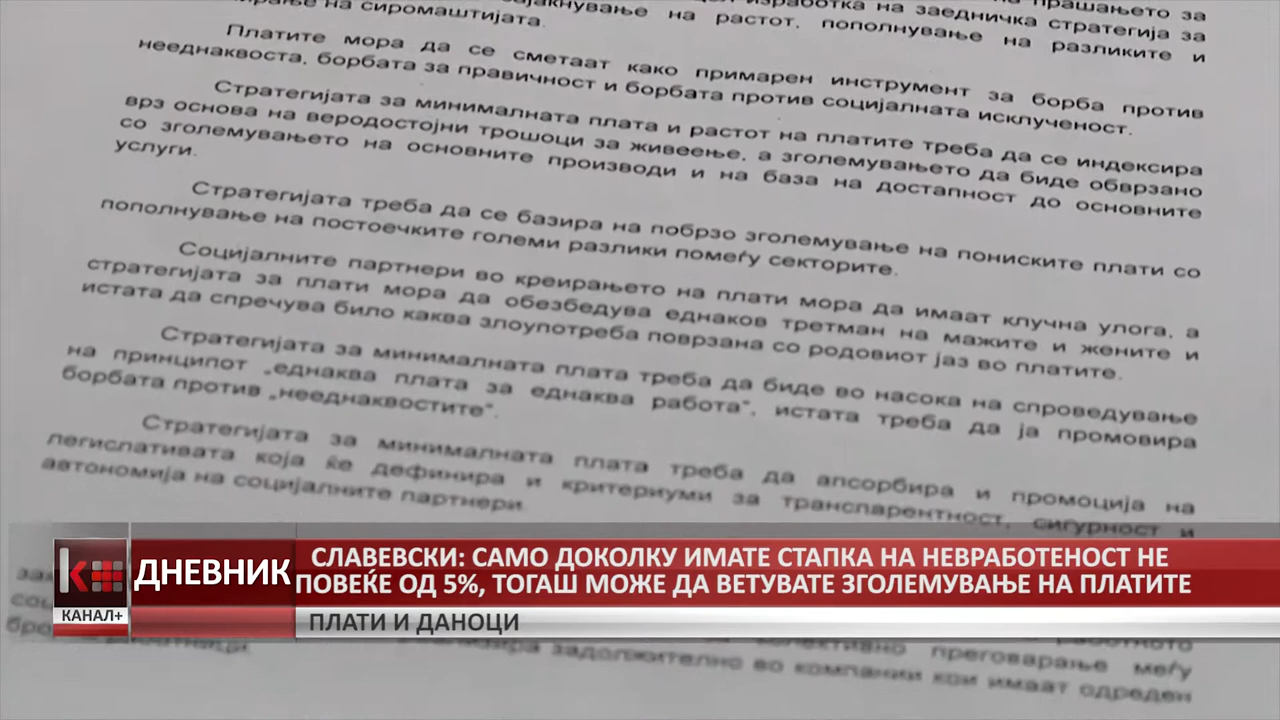 прашањето за
изработка на заедничка стратегија за
на растот, пополнување на разликите и
на сиромаштијата.
Платите мора да се сметаат како примарен инструмент за борба против
нееднаквоста, борбата за правичност и борбата против социјалната исклученост.
Стратегијата за минималната плата и растот на платите треба да се индексира
врз основа на веродостојни трошоци за живеење, а зголемувањето да биде обврзано
со зголемувањето на основните производи и на база на достапност до основните
услуги.
Стратегијата треба да се базира на побрзо зголемување на пониските плати со
пополнување на постоечките големи разлики помеѓу секторите.
Социјалните партнери во креирањето на плати мора да имаат клучна улога, а
стратегијата за плати мора да обезбедува еднаков третман на мажите и жените и
истата да спречува било каква злоупотреба поврзана со родовиот јаз во платите.
Стратегијата за минималната плата треба да биде во насока на спроведување
на принципот „еднаква плата за еднаква работа“, истата треба да ја промовира
борбата против „нееднаквостите“.
Стратегијата за минималната плата треба да апсорбира и промоција на
легислативата која ќе дефинира и критериуми за транспарентност, сигурност и
автономија на социјалните партнери.
К
КАНАЛ+
ДНЕВНИК
СЛАВЕВСКИ: САМО ДОКОЛКУ ИМАТЕ СТАПКА НА НЕВРАБОТЕНОСТ НЕ
ПОВЕЌЕ ОД 5%, ТОГАШ МОЖЕ ДА ВЕТУВАТЕ ЗГОЛЕМУВАЊЕ НА ПЛАТИТЕ
ПЛАТИ И ДАНОЦИ
колективно преговарање меѓу
задолжително во компании кои имаат одреден